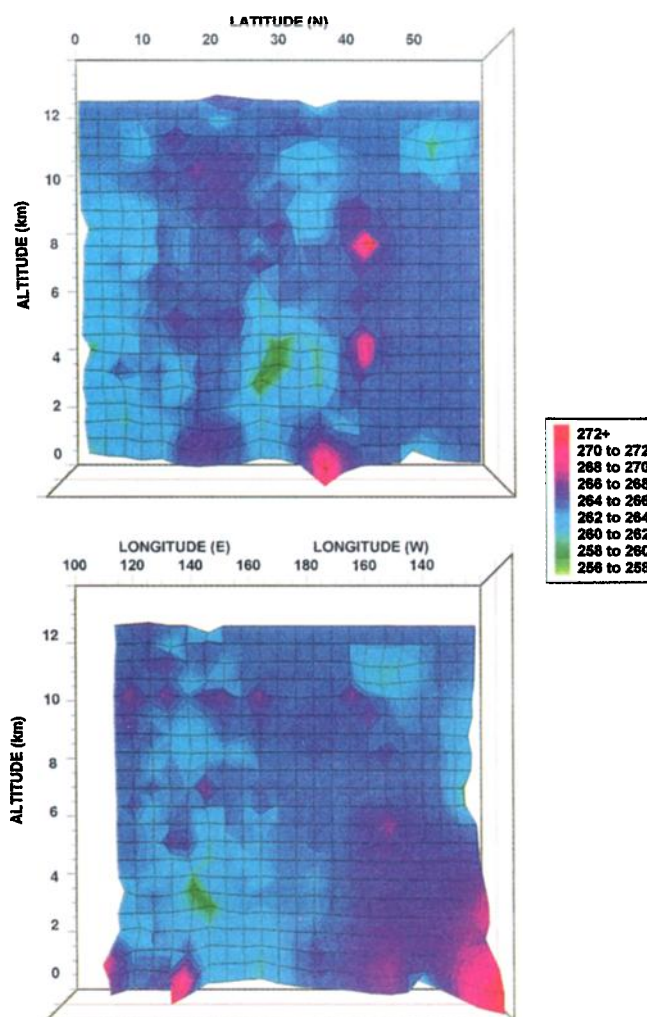 LATITUDE (N)
0 10 20 30 40 50
12
10
8
6
4
2
0
ALTITUDE (km)
272+
270 to 272
268 to 270
266 to 268
264 to 266
262 to 264
260 to 262
258 to 260
256 to 258
LONGITUDE (E) LONGITUDE (W)
100 120 140 160 180 160 140
12
10
8
6
4
2
0
ALTITUDE (km)